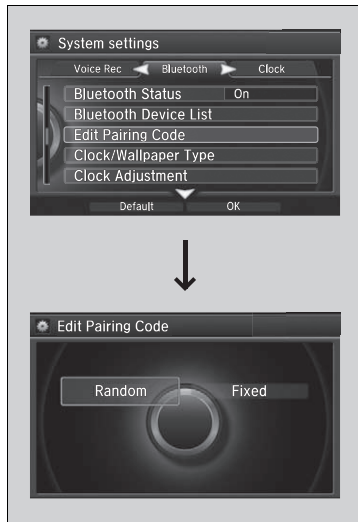 System settings
Voice Rec Bluetooth Clock
Bluetooth Status On
Bluetooth Device List
Edit Pairing Code
Clock/Wallpaper Type
Clock Adjustment
Default OK
Edit Pairing Code
Random Fixed